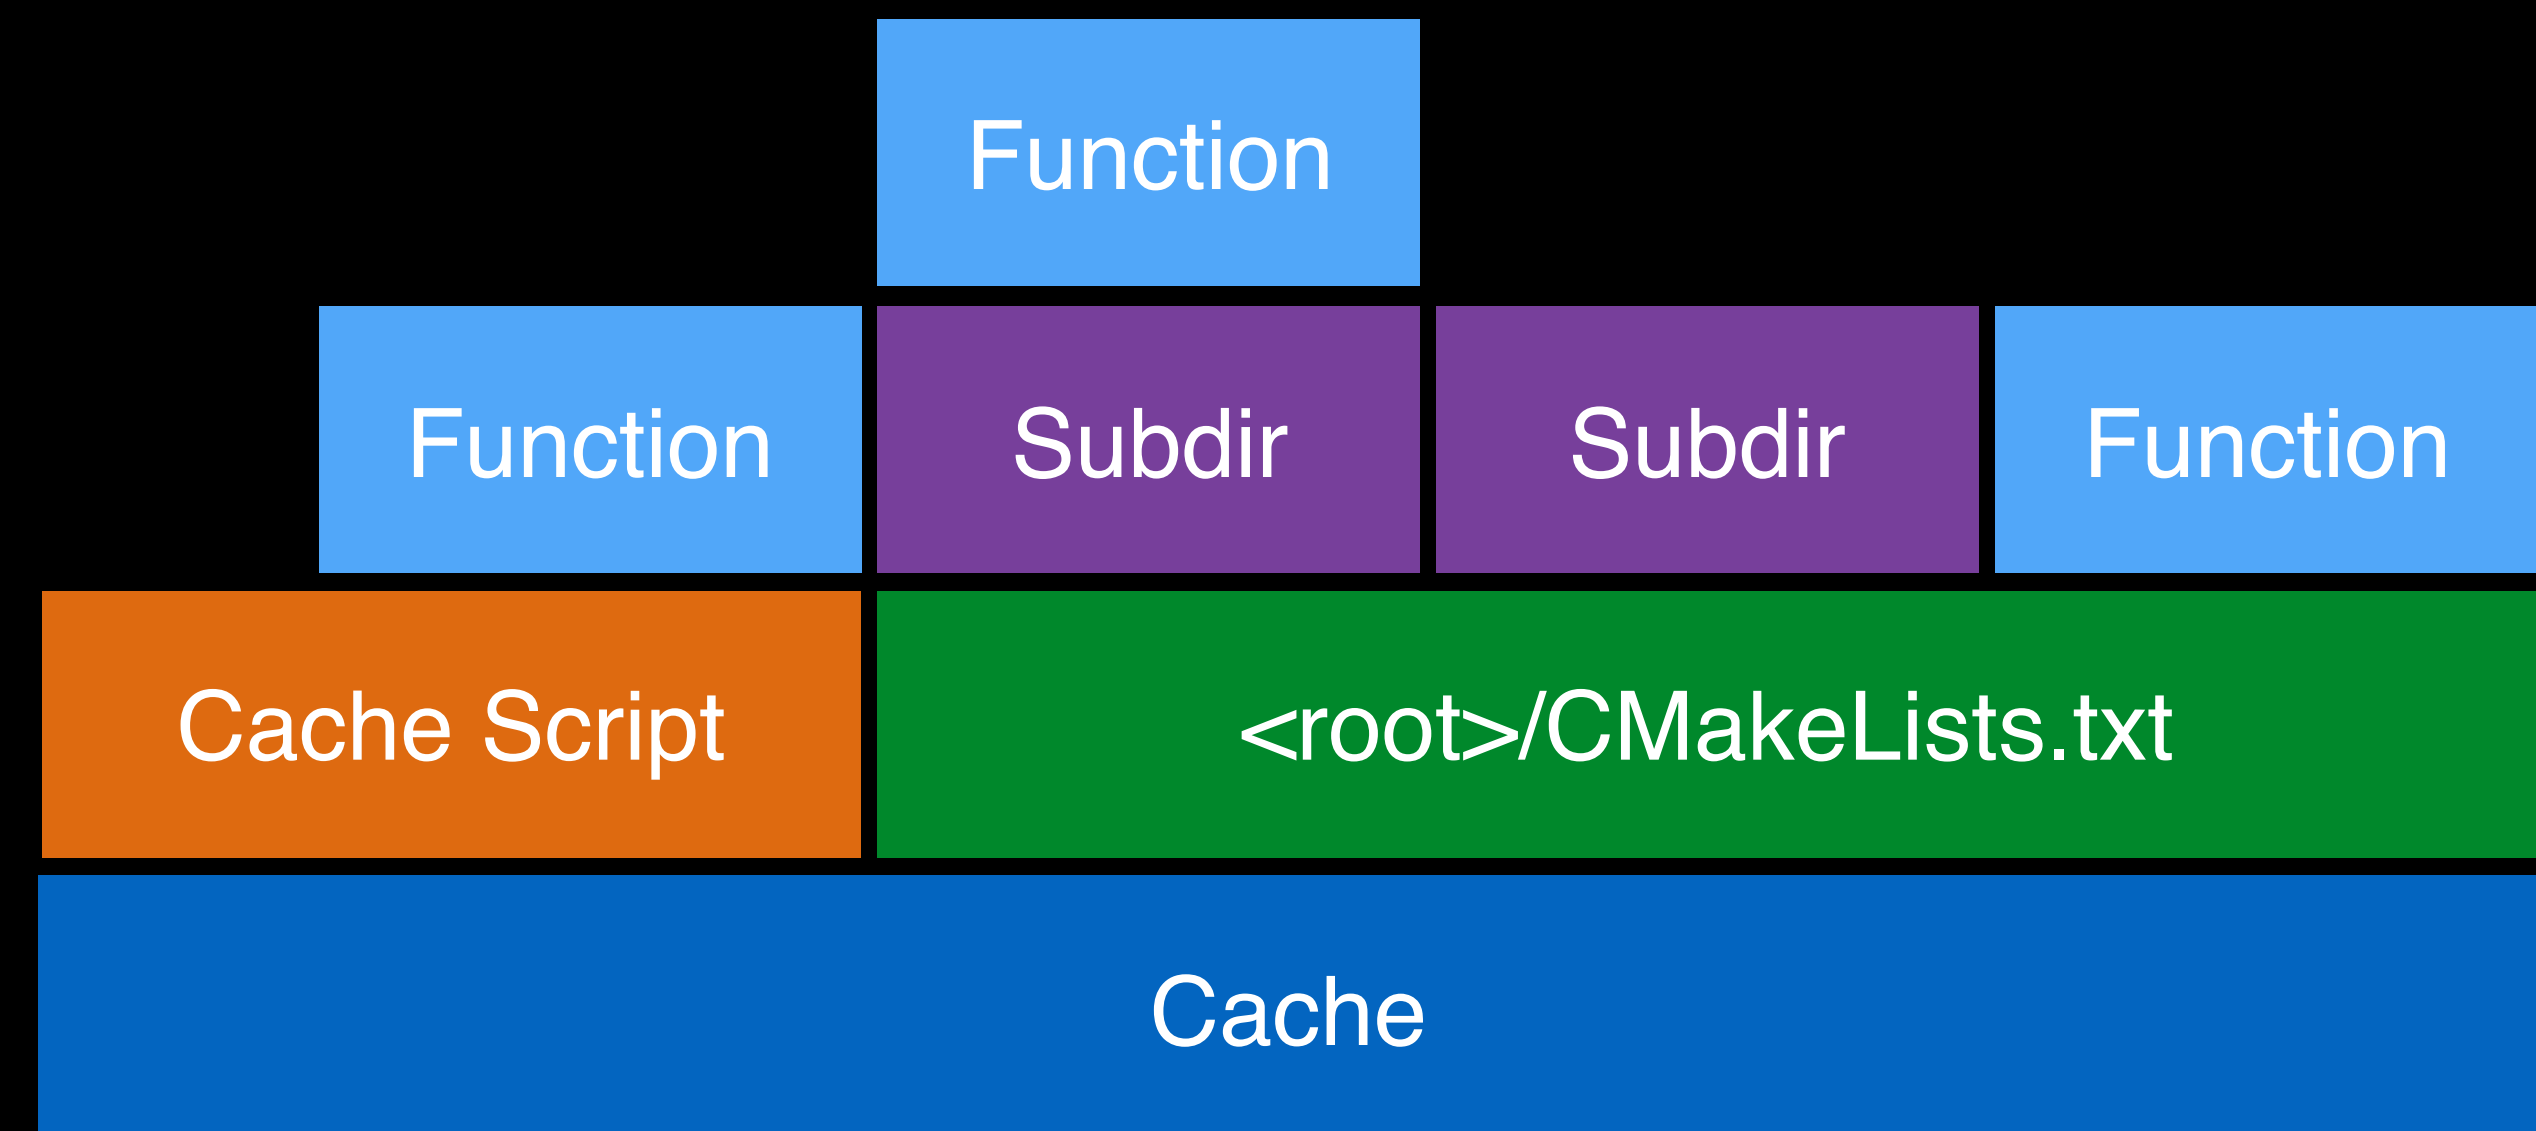 Function
Function
Subdir
Subdir
Function
Cache Script
<root>/CMakeLists.txt
Cache